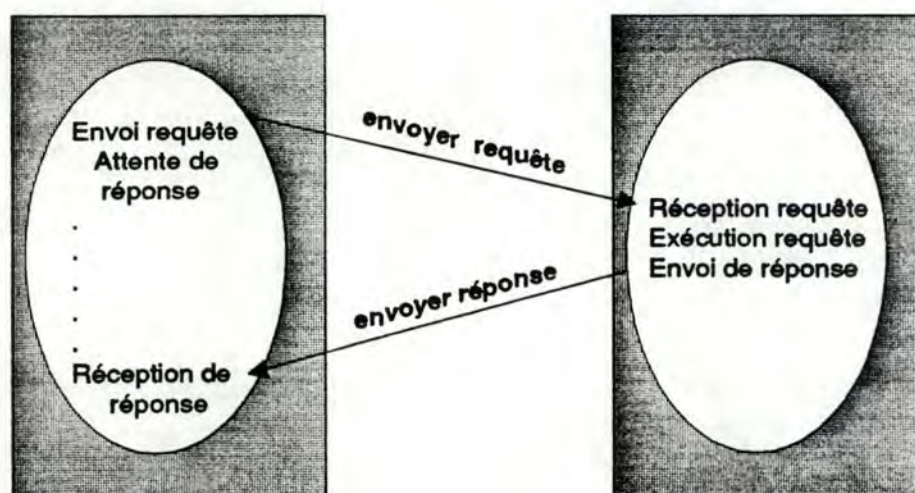 Envoi requête
Attente de
réponse
.
.
.
.
.
Réception de
réponse
envoyer requête
envoyer réponse
Réception requête
Exécution requête
Envoi de réponse